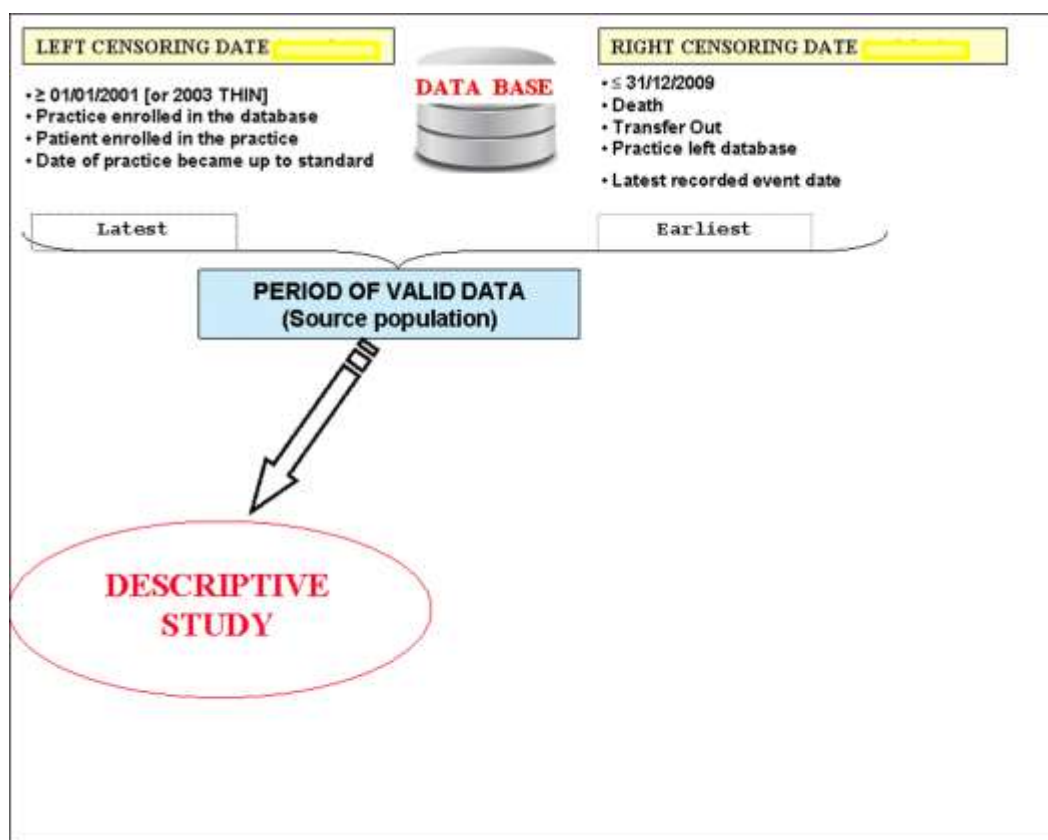 LEFT CENSORING DATE
• ≥ 01/01/2001 [or 2003 THIN]
• Practice enrolled in the database
• Patient enrolled in the practice
• Date of practice became up to standard
DATA BASE
RIGHT CENSORING DATE
• ≤ 31/12/2009
• Death
• Transfer Out
• Practice left database
• Latest recorded event date
Latest
Earliest
PERIOD OF VALID DATA
(Source population)
DESCRIPTIVE
STUDY